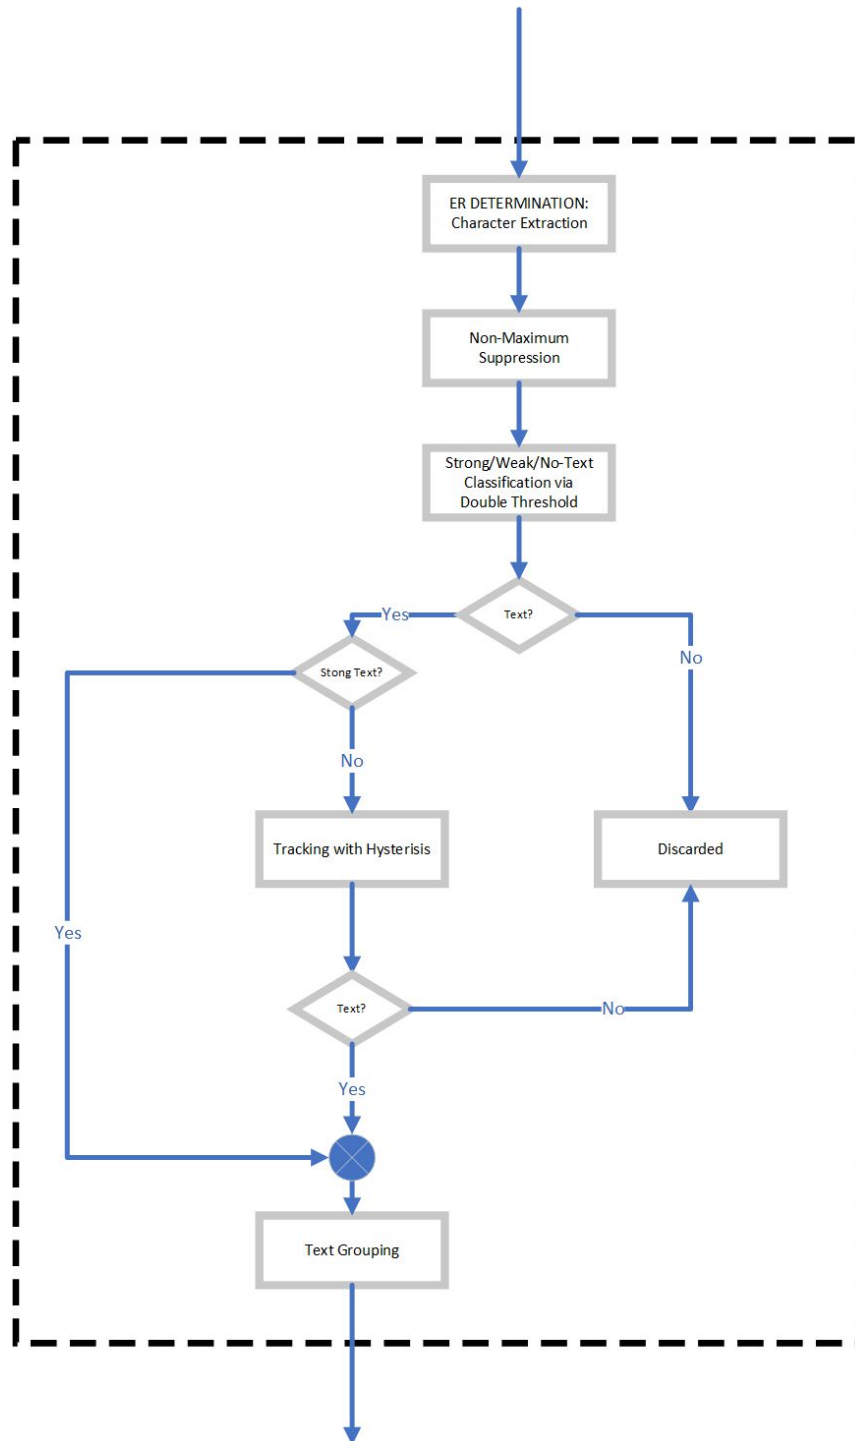 ER DETERMINATION:
Character Extraction
Non-Maximum
Suppression
Strong/Weak/No-Text
Classification via
Double Threshold
Text?
Yes
No
Stong Text?
No
Tracking with Hysterisis
Discarded
Yes
Text?
No
Yes
Text Grouping